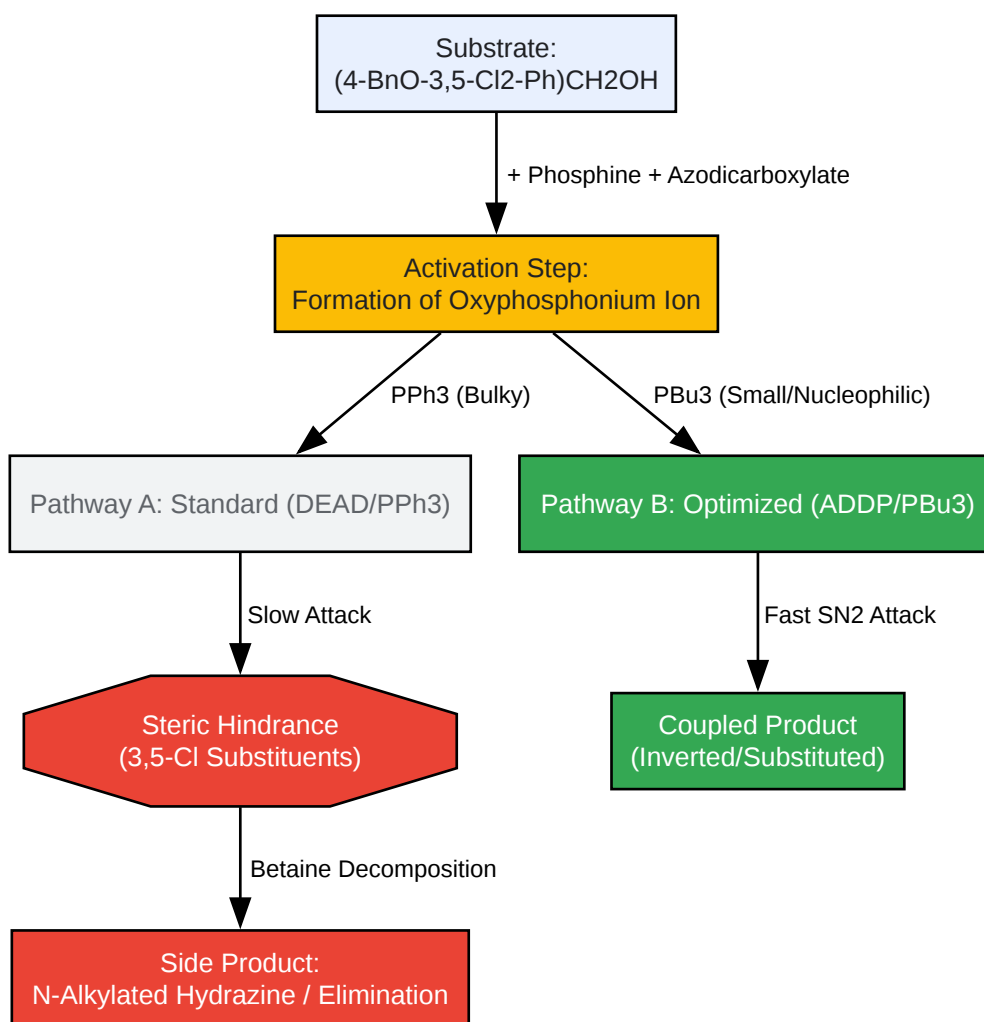 Substrate:
(4-BnO-3,5-Cl2-Ph)CH2OH
+ Phosphine + Azodicarboxylate
Activation Step:
Formation of Oxyphosphonium Ion
PPh3 (Bulky)
PBu3 (Small/Nucleophilic)
Pathway A: Standard (DEAD/PPh3)
Pathway B: Optimized (ADDP/PBu3)
Slow Attack
Fast SN2 Attack
Steric Hindrance
(3,5-Cl Substituents)
Coupled Product
(Inverted/Substituted)
Betaine Decomposition
Side Product:
N-Alkylated Hydrazine / Elimination